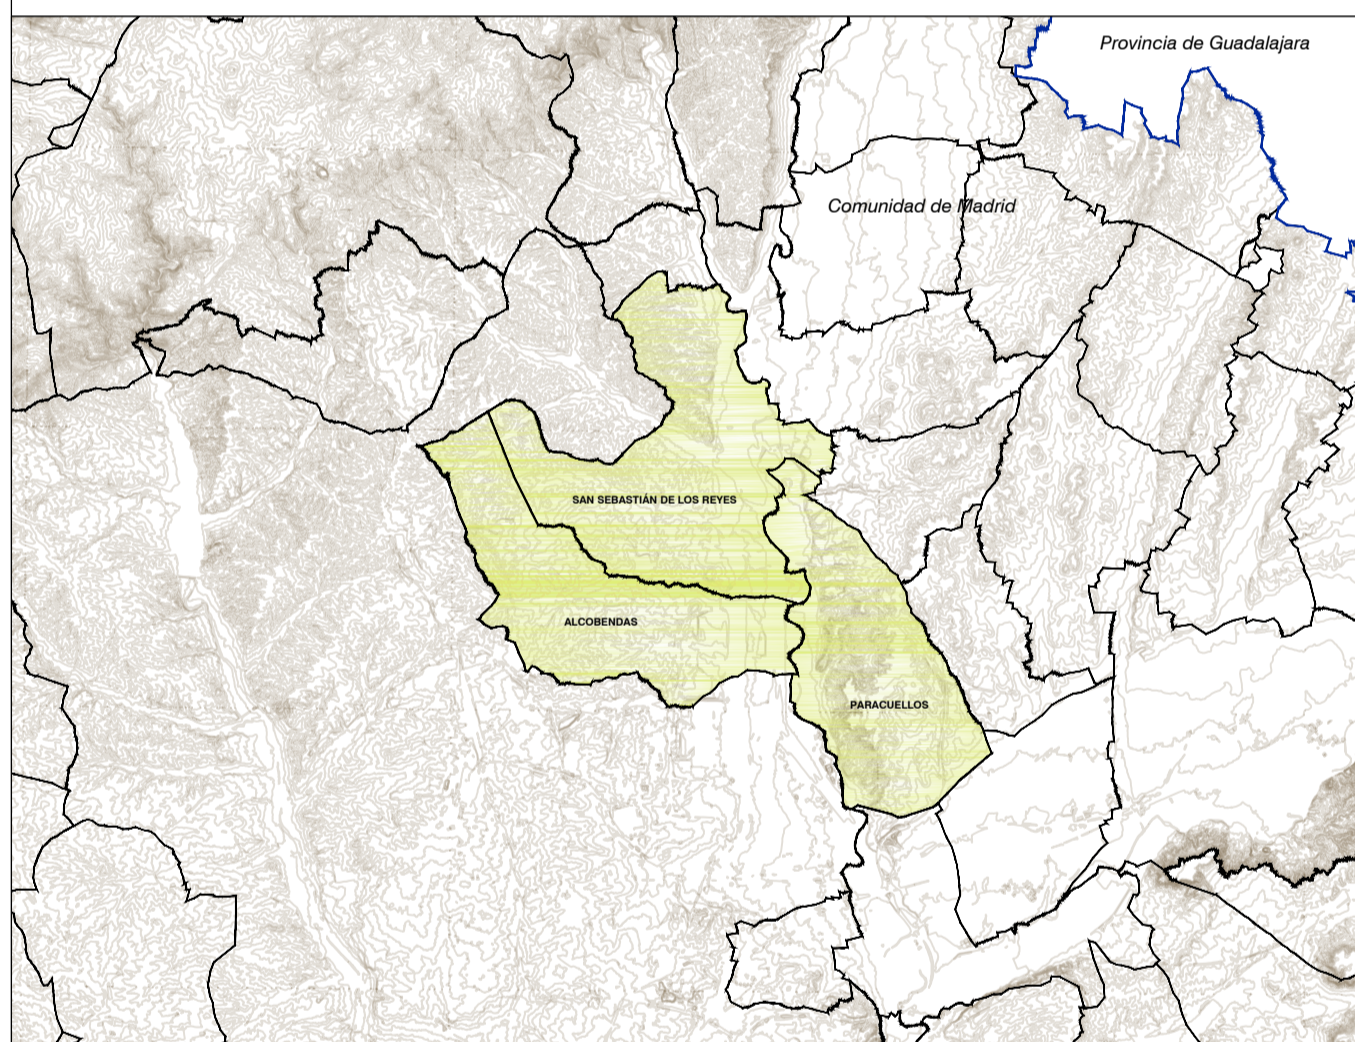 Provincia de Guadalajara
Comunidad de Madrid
SAN SEBASTIÁN DE LOS REYES
ALCOBENDAS
PARACUELLOS